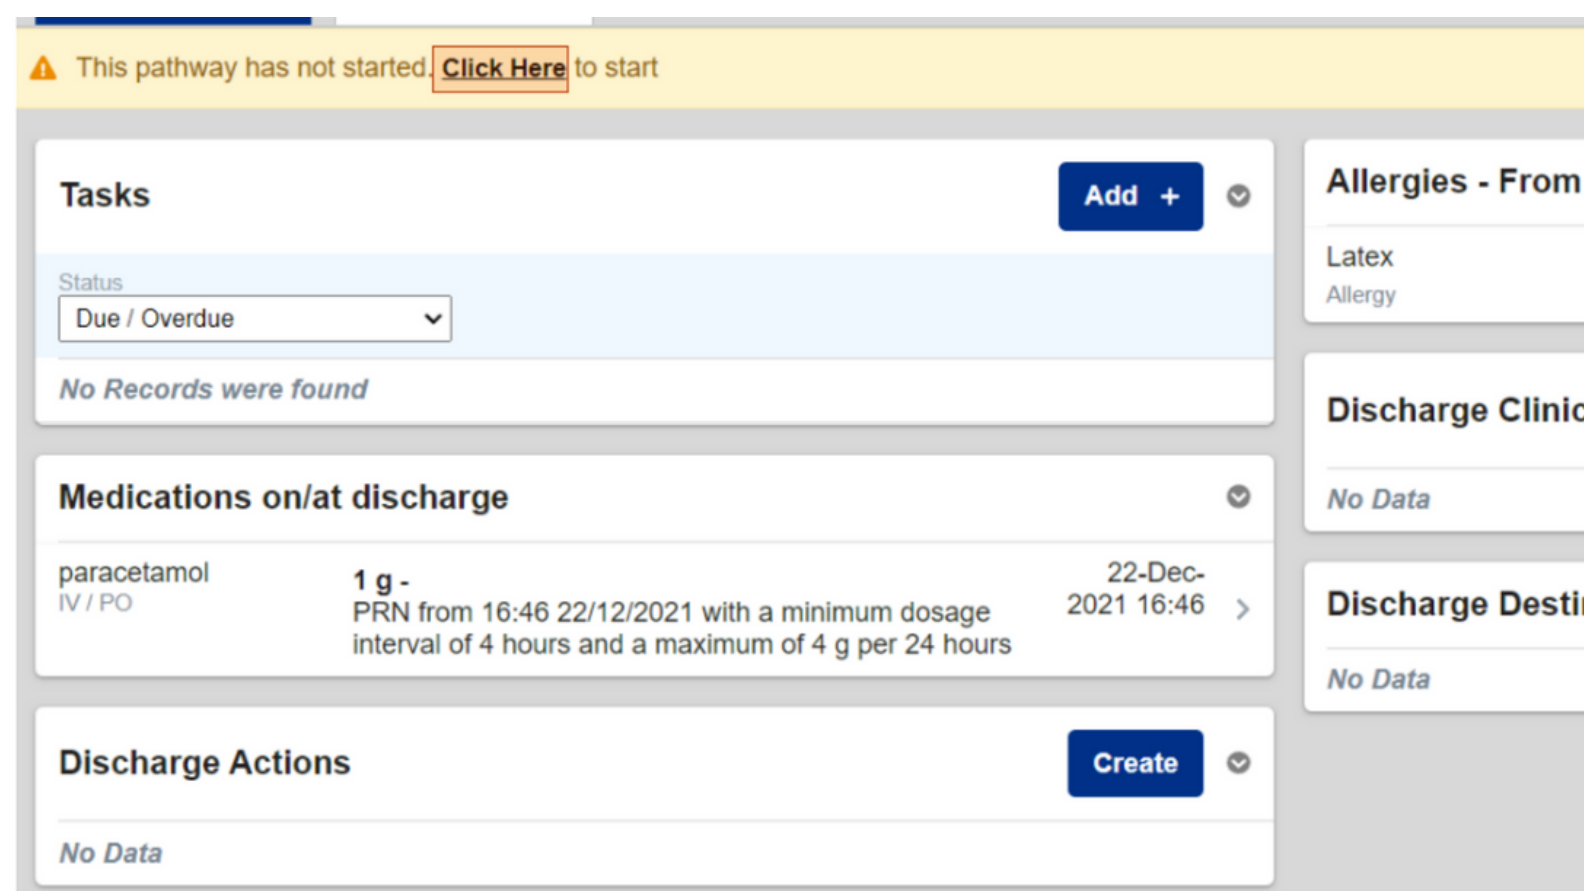 This pathway has not started. Click Here to start
Tasks
Add +
Status
Due / Overdue
No Records were found
Medications on/at discharge
paracetamol
IV / PO
1 g -
PRN from 16:46 22/12/2021 with a minimum dosage
interval of 4 hours and a maximum of 4 g per 24 hours
22-Dec-
2021 16:46
Discharge Actions
Create
No Data
Allergies - From
Latex
Allergy
Discharge Clinic
No Data
Discharge Destin
No Data